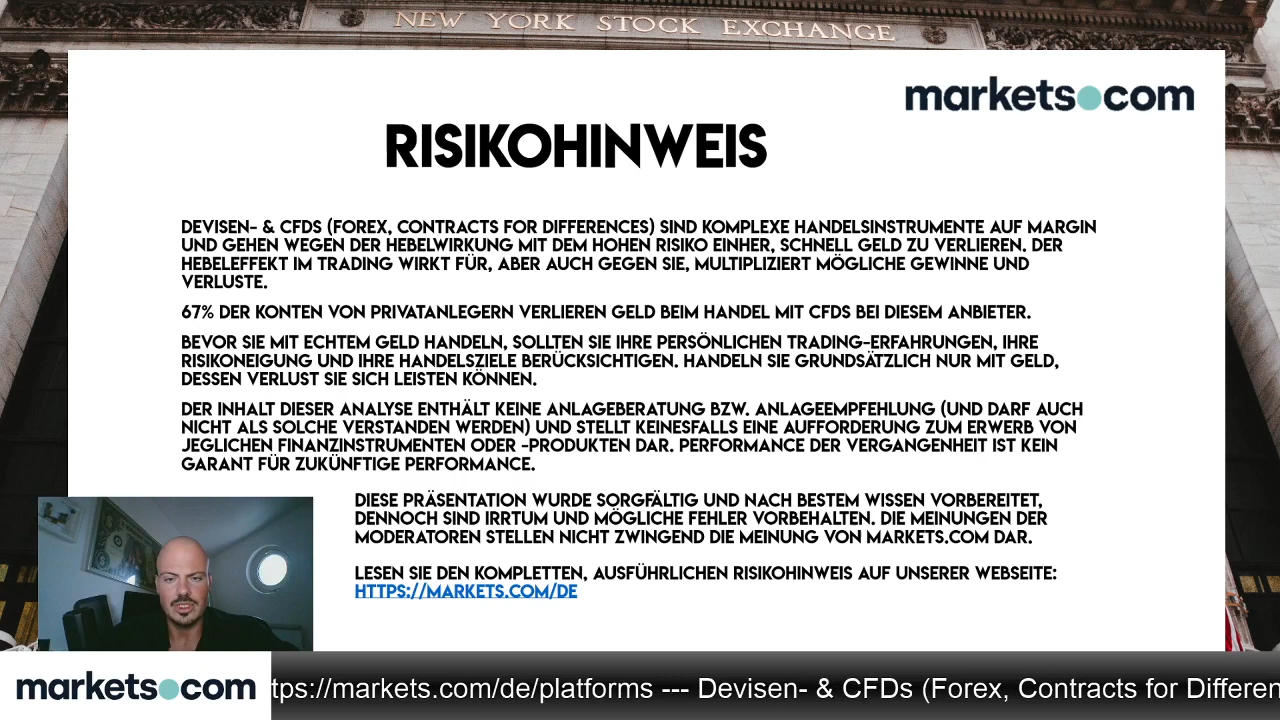 NEW YORK STOCK EXCHANGE
markets.com
RISIKOHINWEIS
DEVISEN- & CFDS (FOREX, CONTRACTS FOR DIFFERENCES) SIND KOMPLEXE HANDELSINSTRUMENTE AUF MARGIN
UND GEHEN WEGEN DER HEBELWIRKUNG MIT DEM HOHEN RISIKO EINHER, SCHNELL GELD ZU VERLIEREN. DER
HEBELEFFEKT IM TRADING WIRKT FÜR, ABER AUCH GEGEN SIE, MULTIPLIZIERT MÖGLICHE GEWINNE UND
VERLUSTE.
67% DER KONTEN VON PRIVATANLEGERN VERLIEREN GELD BEIM HANDEL MIT CFDS BEI DIESEM ANBIETER.
BEVOR SIE MIT ECHTEM GELD HANDELN, SOLLTEN SIE IHRE PERSÖNLICHEN TRADING-ERFAHRUNGEN, IHRE
RISIKONEIGUNG UND IHRE HANDELSZIELE BERÜCKSICHTIGEN. HANDELN SIE GRUNDSÄTZLICH NUR MIT GELD,
DESSEN VERLUST SIE SICH LEISTEN KÖNNEN.
DER INHALT DIESER ANALYSE ENTHÄLT KEINE ANLAGEBERATUNG BZW. ANLAGEEMPFEHLUNG (UND DARF AUCH
NICHT ALS SOLCHE VERSTANDEN WERDEN) UND STELLT KEINESFALLS EINE AUFFORDERUNG ZUM ERWERB VON
JEGLICHEN FINANZINSTRUMENTEN ODER -PRODUKTEN DAR. PERFORMANCE DER VERGANGENHEIT IST KEIN
GARANT FÜR ZUKÜNFTIGE PERFORMANCE.
DIESE PRÄSENTATION WURDE SORGFÄLTIG UND NACH BESTEM WISSEN VORBEREITET,
DENNOCH SIND IRRTUM UND MÖGLICHE FEHLER VORBEHALTEN. DIE MEINUNGEN DER
MODERATOREN STELLEN NICHT ZWINGEND DIE MEINUNG VON MARKETS.COM DAR.
LESEN SIE DEN KOMPLETTEN, AUSFÜHRLICHEN RISIKOHINWEIS AUF UNSERER WEBSEITE:
HTTPS://MARKETS.COM/DE
markets.com
tps://markets.com/de/platforms --- Devisen- & CFDs (Forex, Contracts for Differen